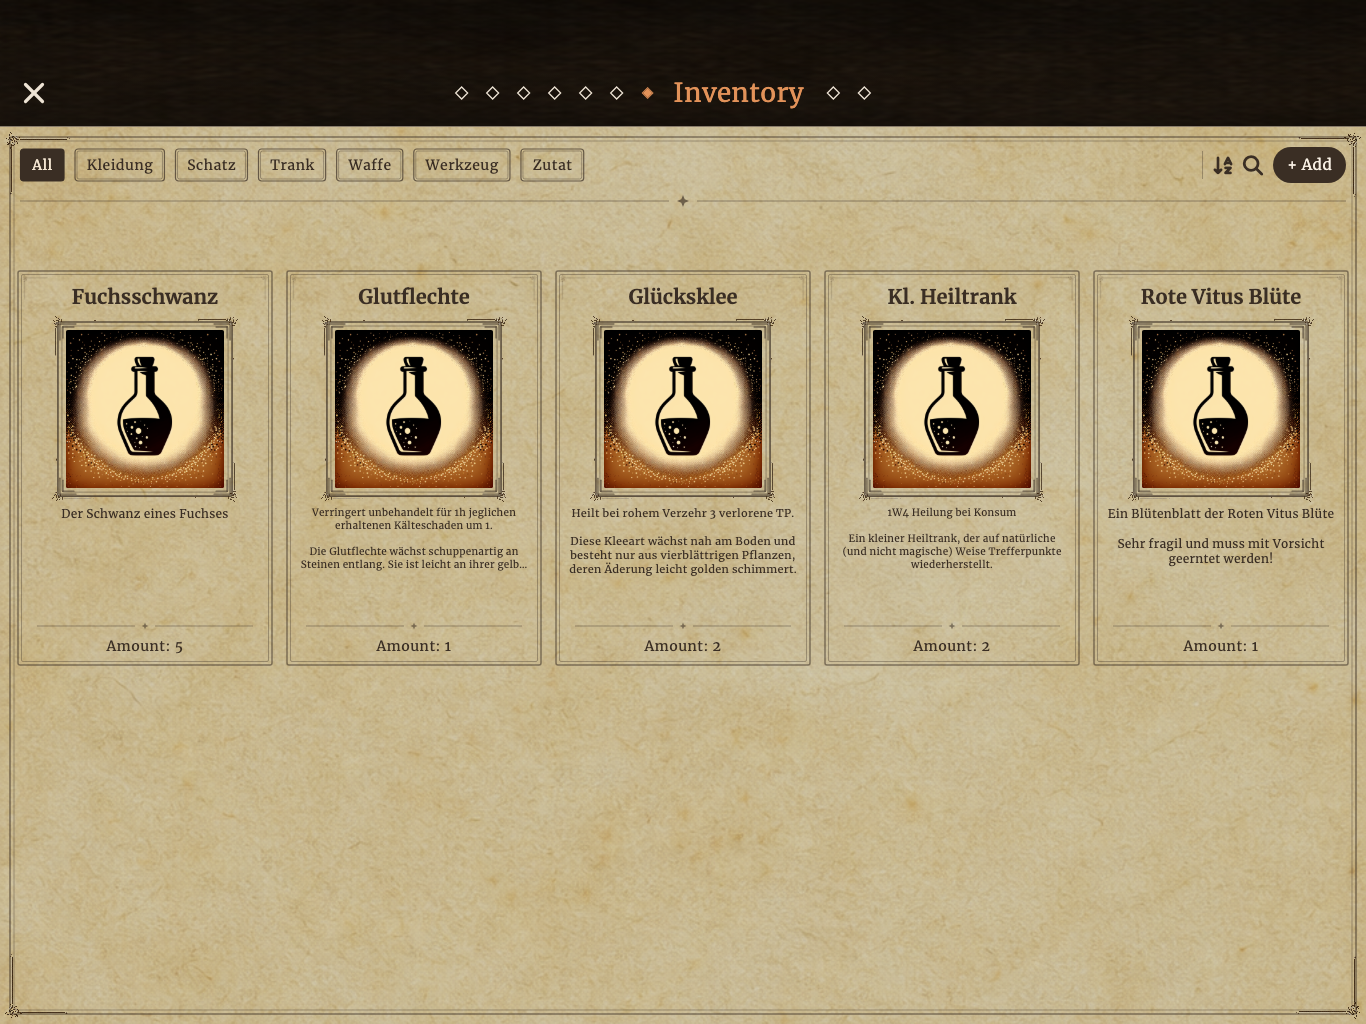 Inventory
All
Kleidung
Schatz
Trank
Waffe
Werkzeug
Zutat
+ Add
Fuchsschwanz
Der Schwanz eines Fuchses
Amount: 5
Glutflechte
Verringert unbehandelt für 1h jeglichen
erhaltenen Kälteschaden um 1.
Die Glutflechte wächst schuppenartig an
Steinen entlang. Sie ist leicht an ihrer gelb...
Amount: 1
Glücksklee
Heilt bei rohem Verzehr 3 verlorene TP.
Diese Kleeart wächst nah am Boden und
besteht nur aus vierblättrigen Pflanzen,
deren Äderung leicht golden schimmert.
Amount: 2
Kl. Heiltrank
1W4 Heilung bei Konsum
Ein kleiner Heiltrank, der auf natürliche
(und nicht magische) Weise Trefferpunkte
wiederherstellt.
Amount: 2
Rote Vitus Blüte
Ein Blütenblatt der Roten Vitus Blüte
Sehr fragil und muss mit Vorsicht
geerntet werden!
Amount: 1